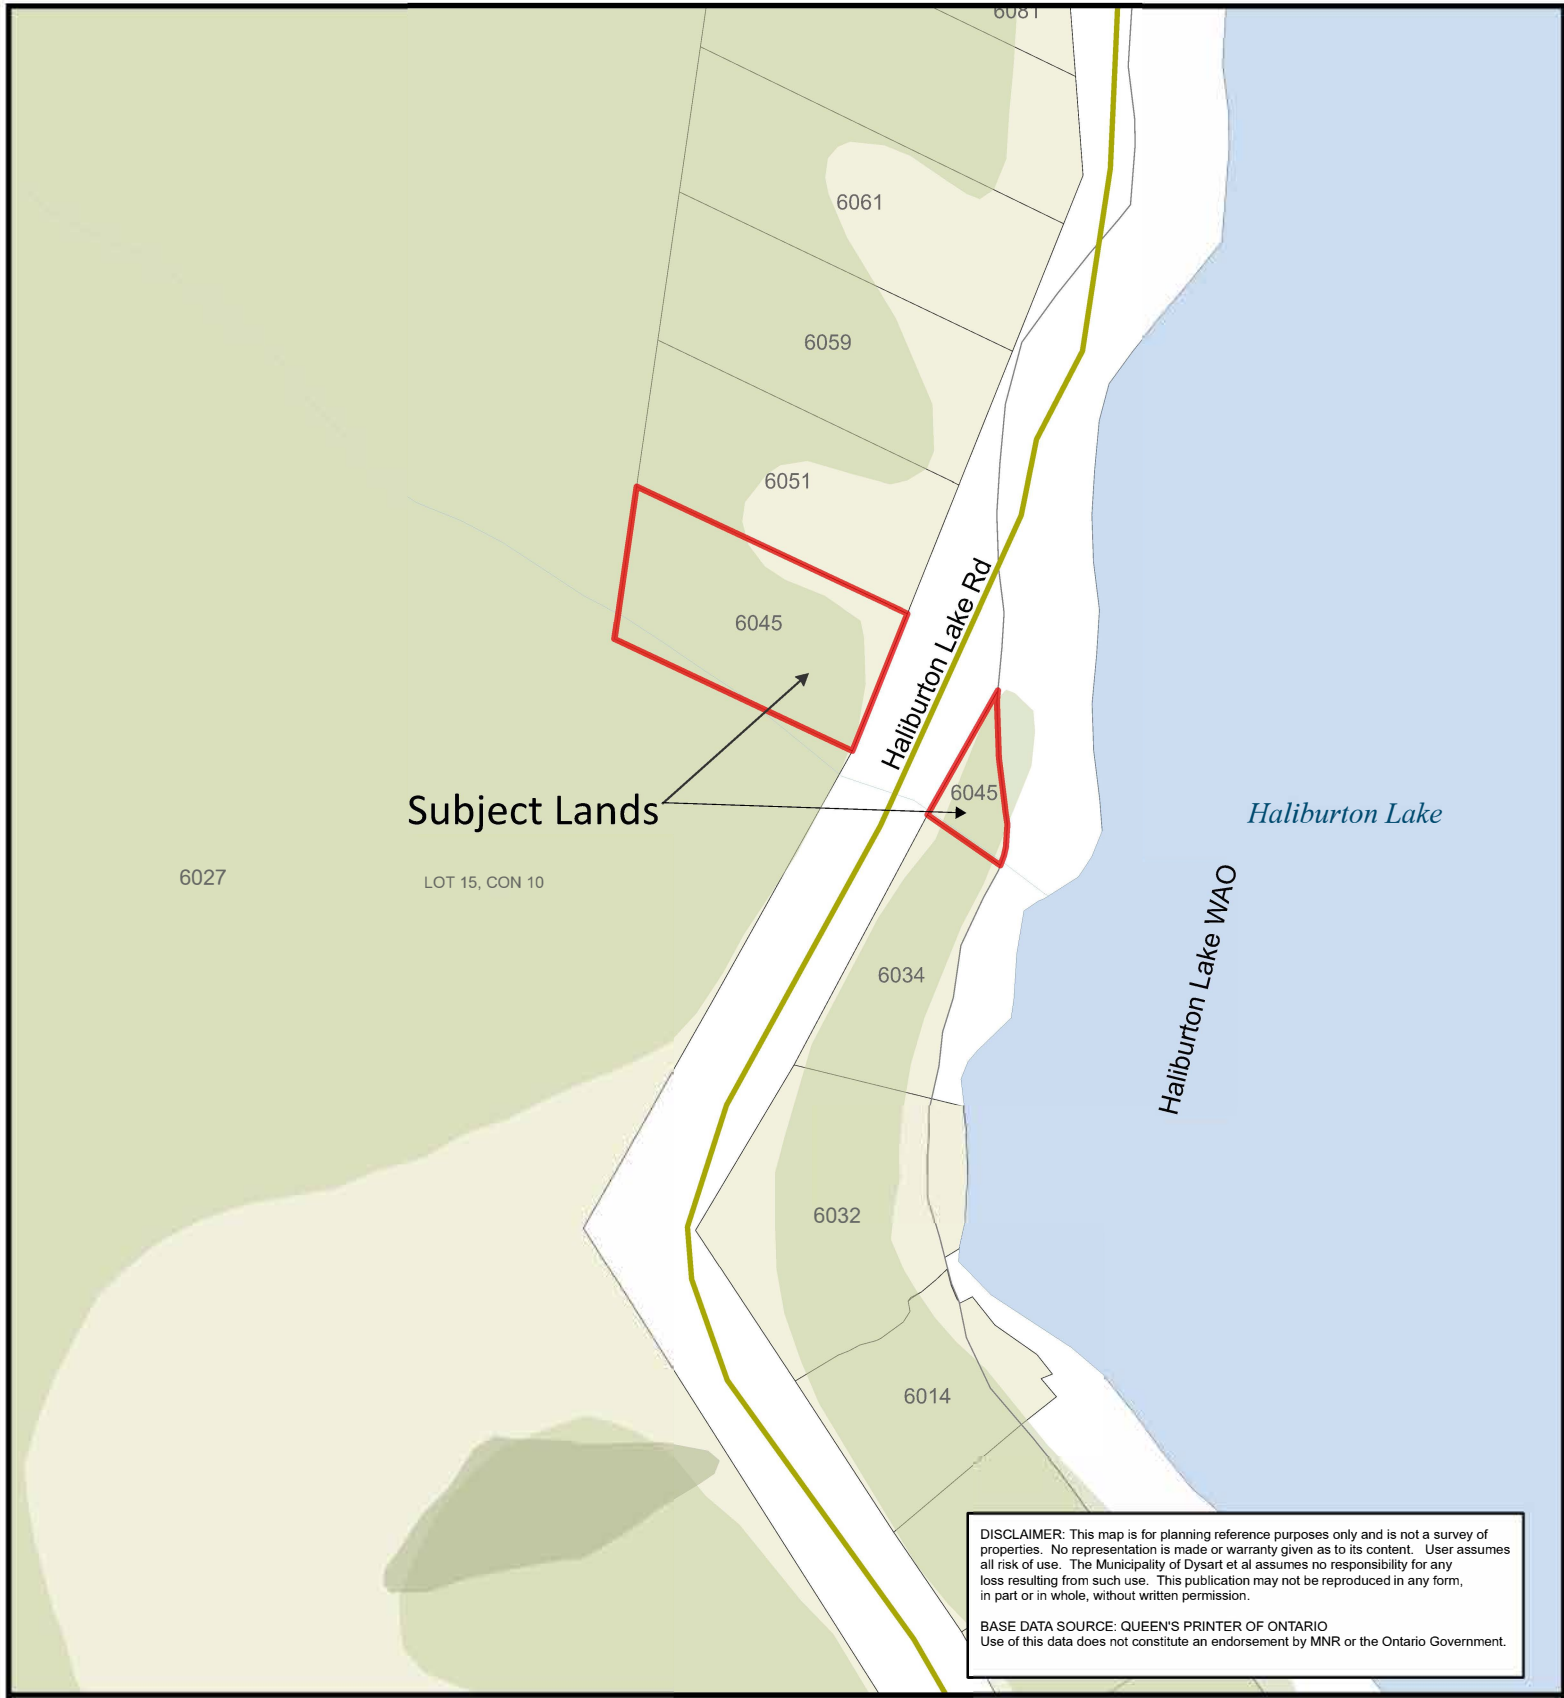 6081
6061
6059
6051
6045
Haliburton Lake Rd
6045
Subject Lands
Haliburton Lake
6027
LOT 15, CON 10
Haliburton Lake WAO
6034
6032
6014
DISCLAIMER: This map is for planning reference purposes only and is not a survey of
properties. No representation is made or warranty given as to its content. User assumes
all risk of use. The Municipality of Dysart et al assumes no responsibility for any
loss resulting from such use. This publication may not be reproduced in any form,
in part or in whole, without written permission.
BASE DATA SOURCE: QUEEN'S PRINTER OF ONTARIO
Use of this data does not constitute an endorsement by MNR or the Ontario Government.